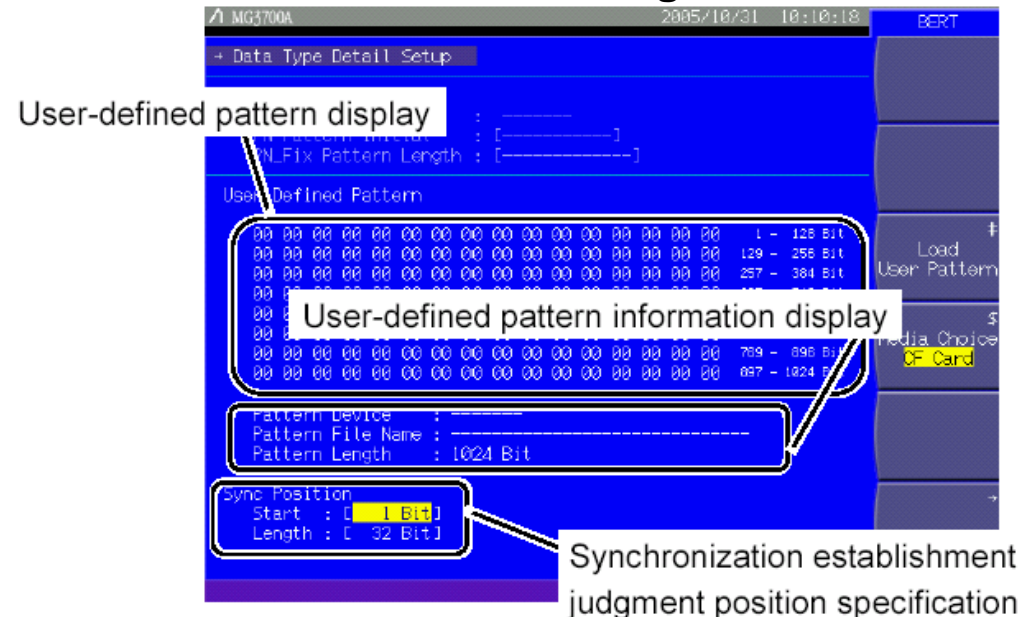 MG3700A 2005/10/31 10:10:18 BERT
→ Data Type Detail Setup
User-defined pattern display
: -------
: [-----------]
PN_Fix Pattern Length : [-------------]
User Defined Pattern
00 00 00 00 00 00 00 00 00 00 00 00 00 00 00 00 1 - 128 Bit
00 00 00 00 00 00 00 00 00 00 00 00 00 00 00 00 129 - 256 Bit
00 00 00 00 00 00 00 00 00 00 00 00 00 00 00 00 257 - 384 Bit
00
00
00
00 00 00 00 00 00 00 00 00 00 00 00 00 00 00 00 769 - 896 Bit
00 00 00 00 00 00 00 00 00 00 00 00 00 00 00 00 897 - 1024
User-defined pattern information display
Pattern Device : -------
Pattern File Name : ------------------------------
Pattern Length : 1024 Bit
Sync Position
Start : [ 1 Bit]
Length : [ 32 Bit]
Synchronization establishment
judgment position specification
‡
Load
User Pattern
$
Media Choice
CF Card
→